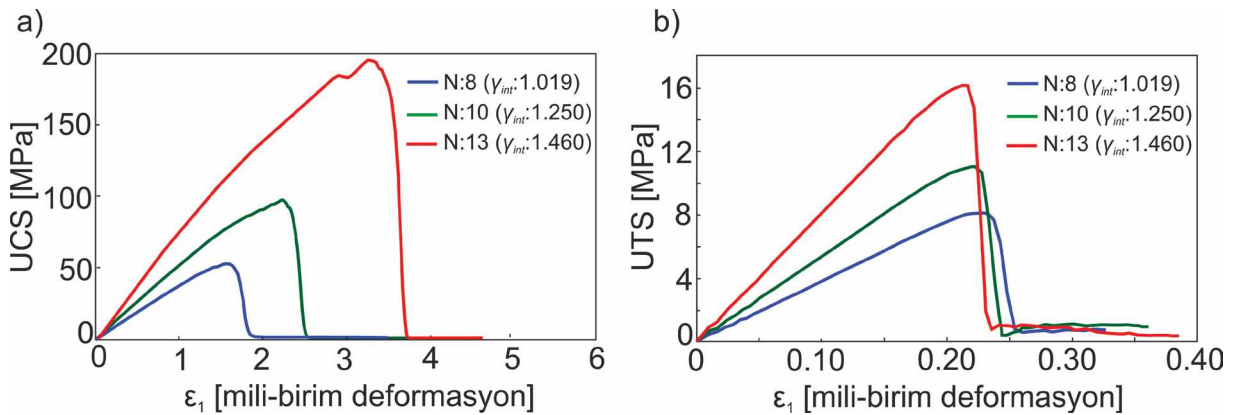 a)
200
150
100
50
0
UCS [MPa]
N:8 (γint:1.019)
N:10 (γint:1.250)
N:13 (γint:1.460)
0 1 2 3 4 5 6
ε1 [mili-birim deformasyon]
b)
16
12
8
4
0
UTS [MPa]
N:8 (γint:1.019)
N:10 (γint:1.250)
N:13 (γint:1.460)
0 0.10 0.20 0.30 0.40
ε1 [mili-birim deformasyon]